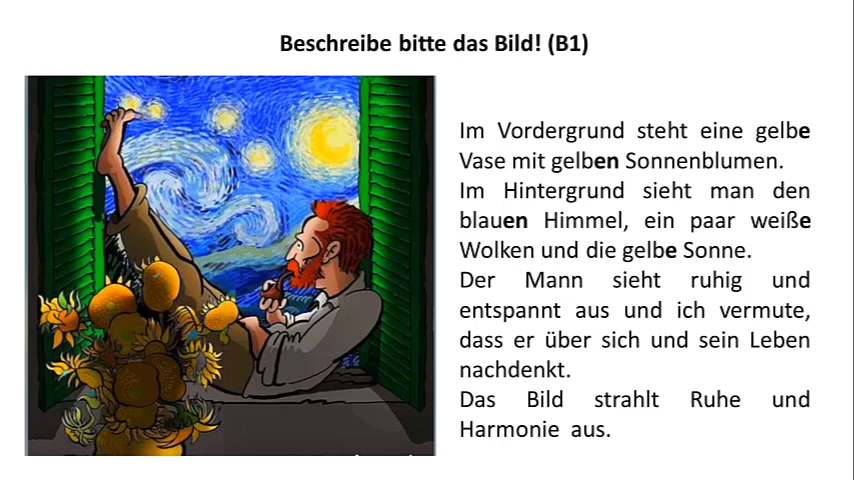 Beschreibe bitte das Bild! (B1)
Im Vordergrund steht eine gelbe
Vase mit gelben Sonnenblumen.
Im Hintergrund sieht man den
blauen Himmel, ein paar weiße
Wolken und die gelbe Sonne.
Der Mann sieht ruhig und
entspannt aus und ich vermute,
dass er über sich und sein Leben
nachdenkt.
Das Bild strahlt Ruhe und
Harmonie aus.